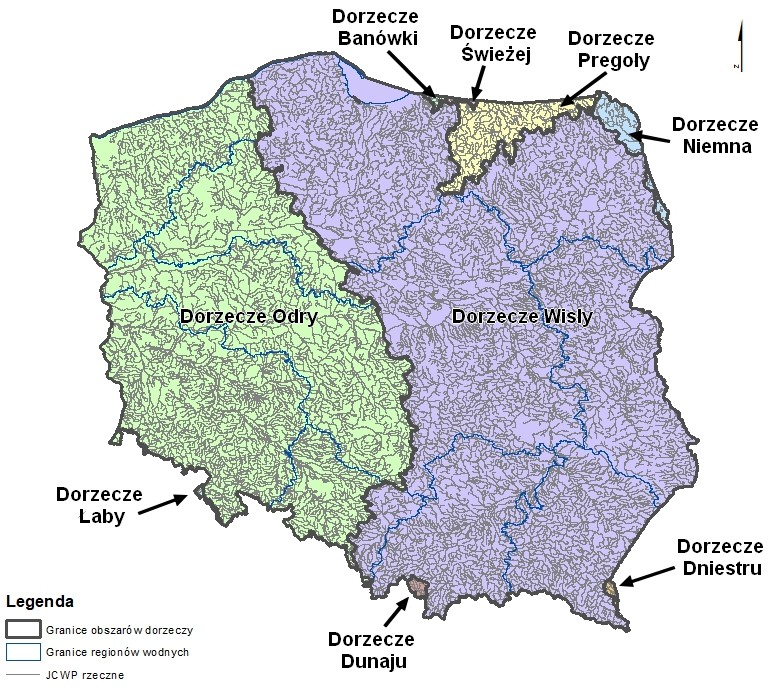 Dorzecze
Banówki
Dorzecze
Świeżej
Dorzecze
Pregoły
z
Dorzecze
Niemna
Dorzecze Odry
Dorzecze Wisły
Dorzecze
Łaby
Dorzecze
Dniestru
Dorzecze
Dunaju
Legenda
Granice obszarów dorzeczy
Granice regionów wodnych
JCWP rzeczne